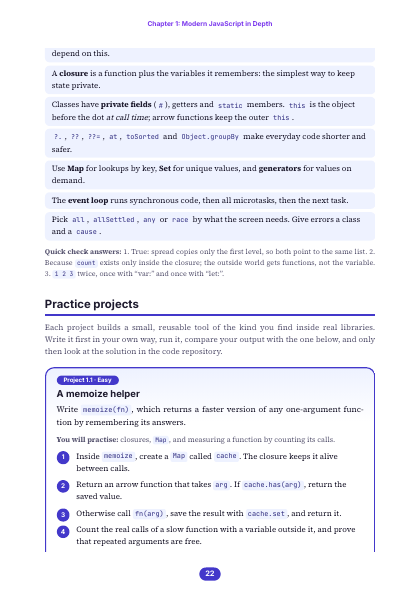 Chapter 1: Modern JavaScript in Depth
depend on this.
A closure is a function plus the variables it remembers: the simplest way to keep
state private.
Classes have private fields ( # ), getters and static members. this is the object
before the dot at call time; arrow functions keep the outer this .
?. , ?? , ??= , at , toSorted and Object.groupBy make everyday code shorter and
safer.
Use Map for lookups by key, Set for unique values, and generators for values on
demand.
The event loop runs synchronous code, then all microtasks, then the next task.
Pick all , allSettled , any or race by what the screen needs. Give errors a class
and a cause .
Quick check answers: 1. True: spread copies only the first level, so both point to the same list. 2.
Because count exists only inside the closure; the outside world gets functions, not the variable.
3. 1 2 3 twice, once with "var:" and once with "let:".
Practice projects
Each project builds a small, reusable tool of the kind you find inside real libraries.
Write it first in your own way, run it, compare your output with the one below, and only
then look at the solution in the code repository.
Project 1.1 · Easy
A memoize helper
Write memoize(fn) , which returns a faster version of any one-argument func-
tion by remembering its answers.
You will practise: closures, Map , and measuring a function by counting its calls.
1 Inside memoize , create a Map called cache . The closure keeps it alive
between calls.
2 Return an arrow function that takes arg . If cache.has(arg) , return the
saved value.
3 Otherwise call fn(arg) , save the result with cache.set , and return it.
4 Count the real calls of a slow function with a variable outside it, and prove
that repeated arguments are free.
22